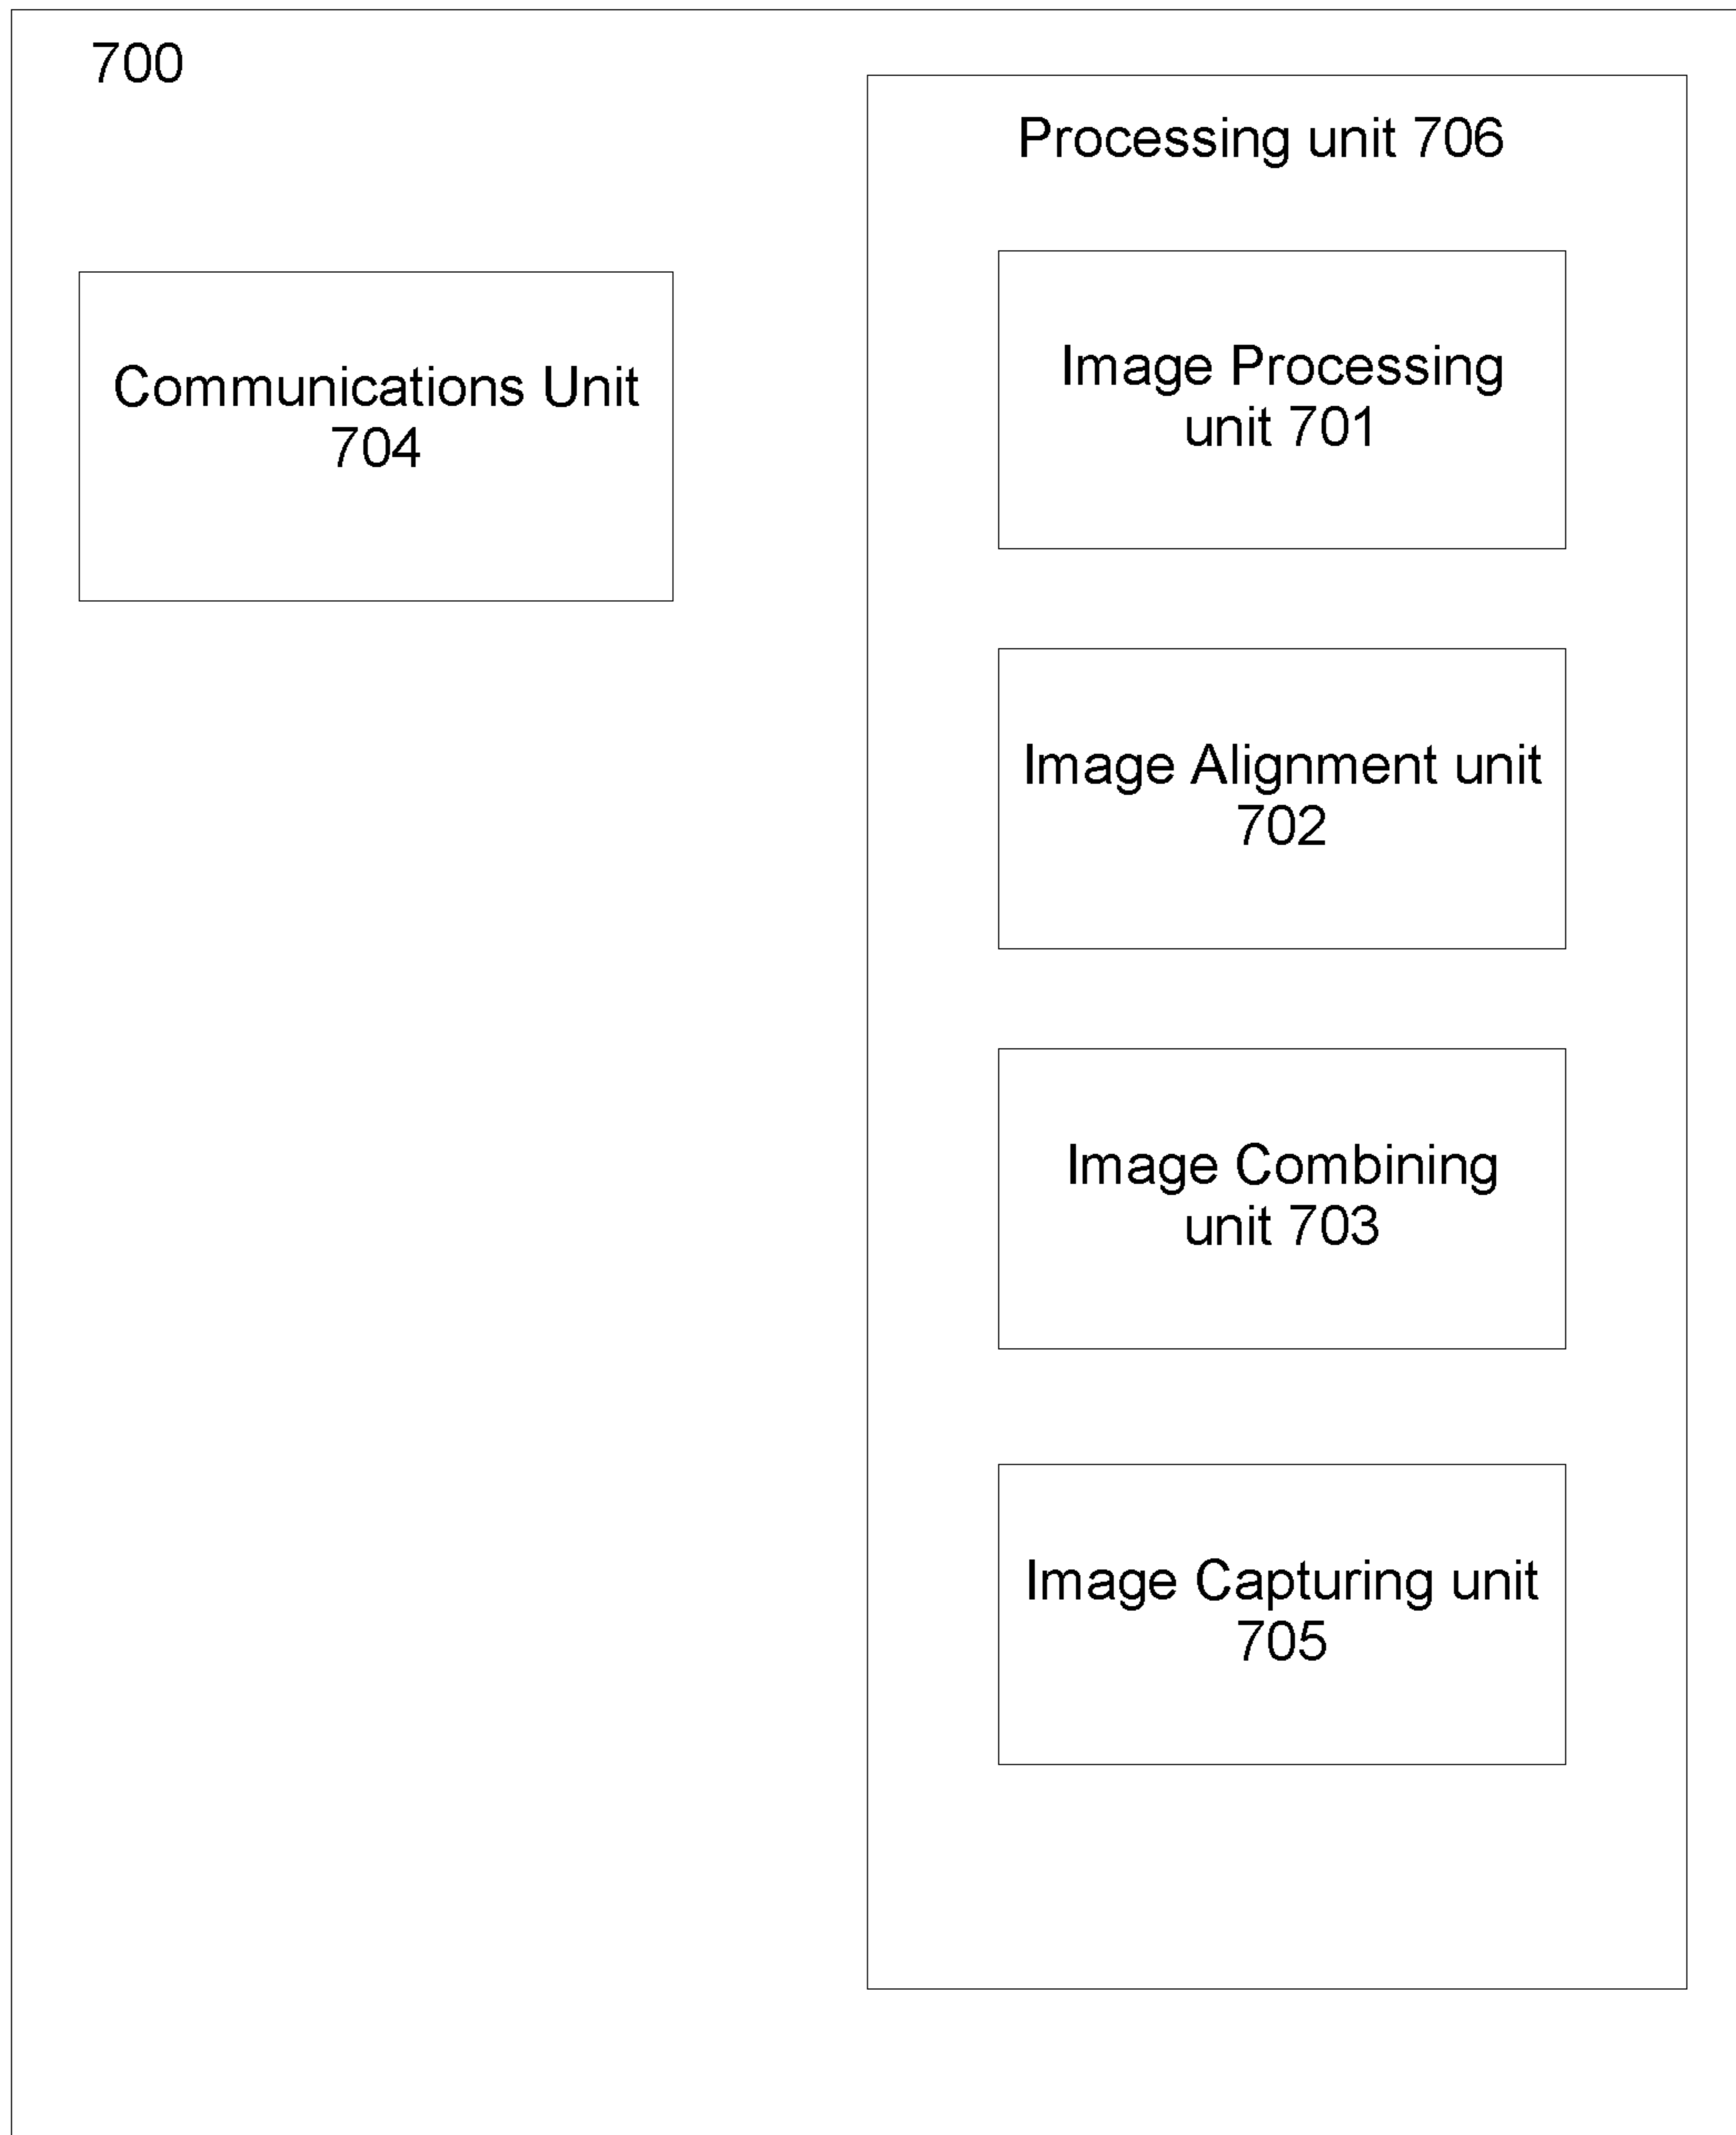 700
Communications Unit
704
Processing unit 706
Image Processing
unit 701
Image Alignment unit
702
Image Combining
unit 703
Image Capturing unit
705